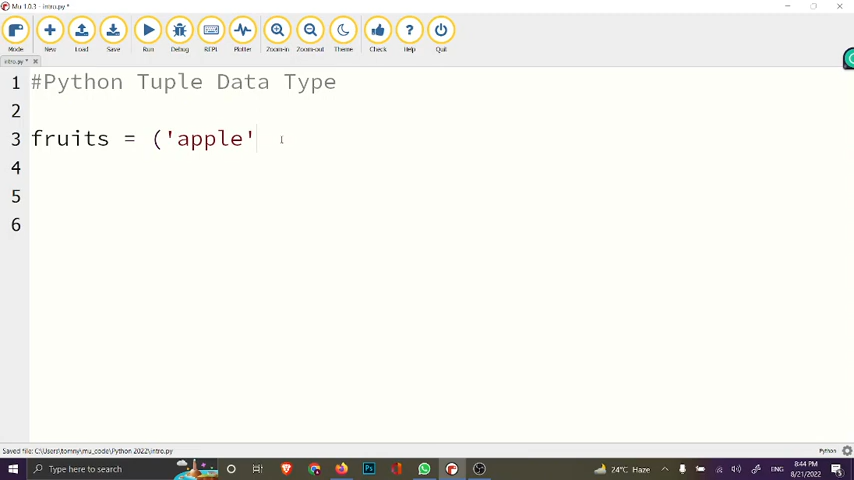 Mu 1.0.3 - intro.py *
Mode New Load Save Run Debug REPL Plotter Zoom-in Zoom-out Theme Check Help Quit
intro.py *
1 #Python Tuple Data Type
2
3 fruits = ('apple'
4
5
6
Saved file: C:\Users\tomny\mu_code\Python 2022\intro.py
Python
Type here to search
Ps
24°C Haze
ENG
8:44 PM
8/21/2022